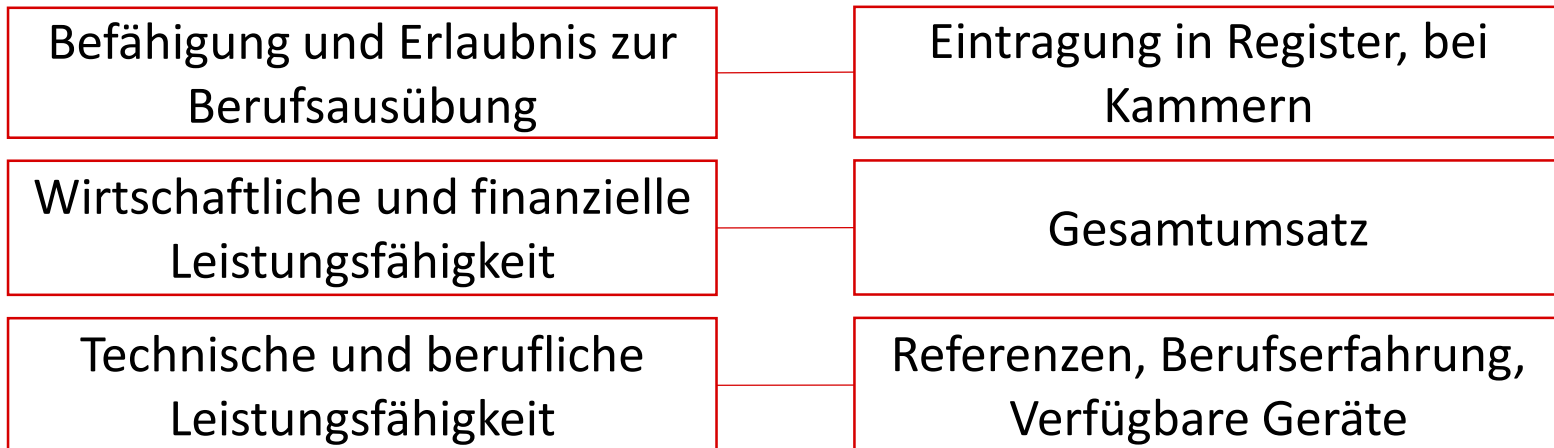 Befähigung und Erlaubnis zur
Berufsausübung
Eintragung in Register, bei
Kammern
Wirtschaftliche und finanzielle
Leistungsfähigkeit
Gesamtumsatz
Technische und berufliche
Leistungsfähigkeit
Referenzen, Berufserfahrung,
Verfügbare Geräte